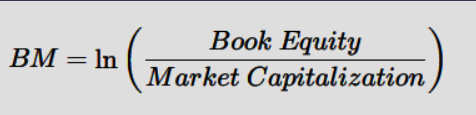 BM = ln ( Book Equity / Market Capitalization )